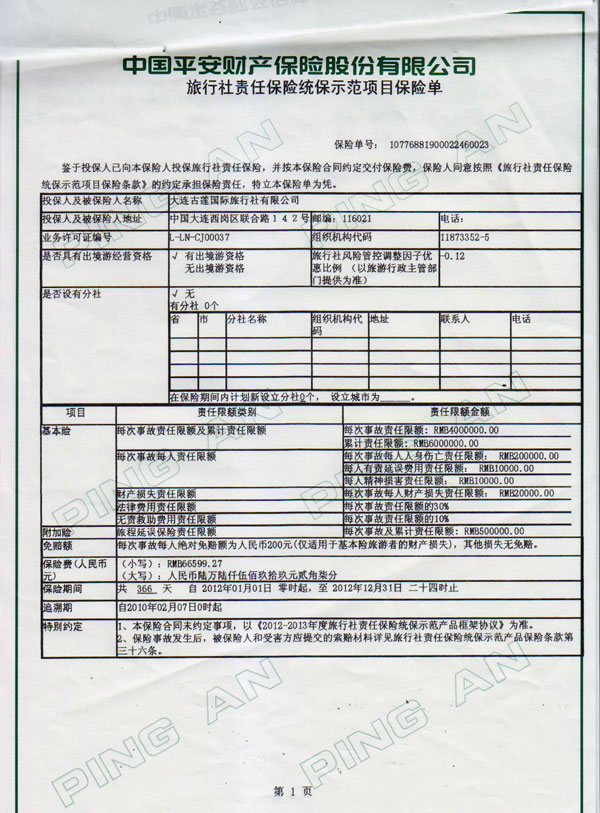 中国平安财产保险股份有限公司
旅行社责任保险统保示范项目保险单
保险单号: 10776881900022460023
鉴于投保人已向本保险人投保旅行社责任保险,并按本保险合同约定交付保险费,保险人同意按照《旅行社责任保险
统保示范项目保险条款》的约定承担保险责任,特立本保险单为凭。
投保人及被保险人名称 大连古莲国际旅行社有限公司
投保人及被保险人地址 中国大连西岗区联合路142号 邮编: 116021 电话:
业务许可证编号 L-LN-CJ00037 组织机构代码 11873352-5
是否具有出境游经营资格 √ 有出境游资格 旅行社风险管控调整因子优 -0.12
无出境游资格 惠比例 (以旅游行政主管部
门提供为准)
是否设有分社 √ 无
有分社 0个
省 市 分社名称 组织机构代 地址 联系人 电话
码
在保险期间内计划新设立分社0个, 设立城市为_____。
项目 责任限额类别 责任限额金额
基本险 每次事故责任限额及累计责任限额 每次事故责任限额: RMB4000000.00
累计责任限额: RMB6000000.00
每次事故每人责任限额 每次事故每人人身伤亡责任限额: RMB200000.00
每人有责延误费用责任限额: RMB10000.00
每人精神损害责任限额: RMB10000.00
财产损失责任限额 每次事故每人财产损失责任限额: RMB20000.00
法律费用责任限额 每次事故责任限额的30%
无责救助费用责任限额 每次事故责任限额的10%
附加险 旅程延误保险责任限额 每次事故及累计责任限额: RMB500000.00
免赔额 每次事故每人绝对免赔额为人民币200元(仅适用于基本险旅游者的财产损失),其他损失无免赔。
保险费(人民币 (小写): RMB66599.27
元) (大写): 人民币陆万陆仟伍佰玖拾玖元贰角柒分
保险期间 共 366 天 自 2012年01月01日 零时起, 至 2012年12月31日 二十四时止
追溯期 自2010年02月07日0时起
特别约定 1、本保险合同未约定事项,以《2012-2013年度旅行社责任保险统保示范产品框架协议》为准。
2、保险事故发生后,被保险人和受害方应提交的索赔材料详见旅行社责任保险统保示范产品保险条款第
三十六条。
第 1 页
PING AN
PING AN
PING AN
PING AN
PING AN
PING AN
PING AN